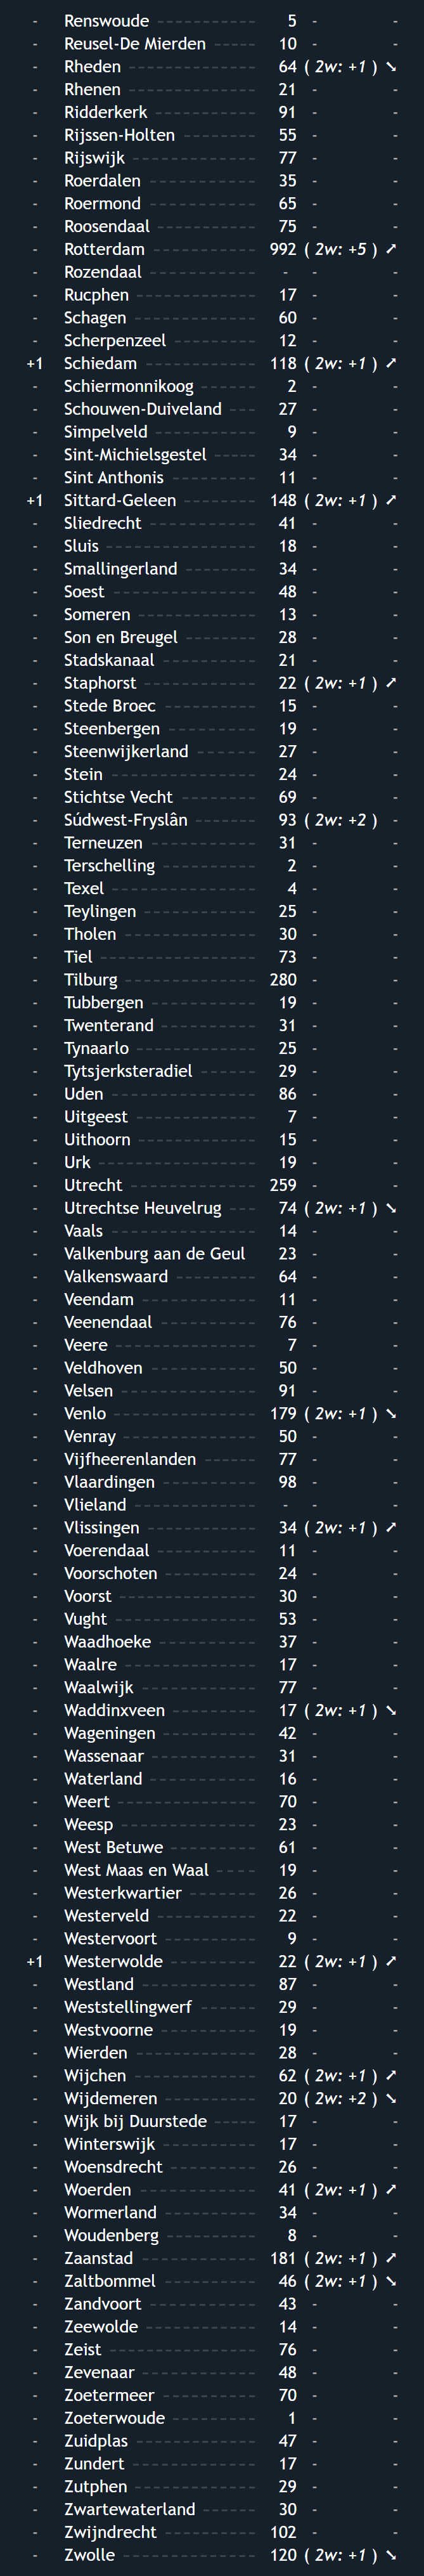 - Renswoude ------------ 5 - -
- Reusel-De Mierden ------ 10 - -
- Rheden ---------------- 64 ( 2w: +1 ) ➘
- Rhenen ---------------- 21 - -
- Ridderkerk ------------- 91 - -
- Rijssen-Holten ---------- 55 - -
- Rijswijk --------------- 77 - -
- Roerdalen ------------- 35 - -
- Roermond -------------- 65 - -
- Roosendaal ------------ 75 - -
- Rotterdam ------------- 992 ( 2w: +5 ) ➚
- Rozendaal ------------- - - -
- Rucphen --------------- 17 - -
- Schagen --------------- 60 - -
- Scherpenzeel ---------- 12 - -
+1 Schiedam -------------- 118 ( 2w: +1 ) ➚
- Schiermonnikoog ------- 2 - -
- Schouwen-Duiveland --- 27 - -
- Simpelveld ------------ 9 - -
- Sint-Michielsgestel ----- 34 - -
- Sint Anthonis ---------- 11 - -
+1 Sittard-Geleen --------- 148 ( 2w: +1 ) ➚
- Sliedrecht ------------- 41 - -
- Sluis ------------------ 18 - -
- Smallingerland --------- 34 - -
- Soest ----------------- 48 - -
- Someren --------------- 13 - -
- Son en Breugel --------- 28 - -
- Stadskanaal ----------- 21 - -
- Staphorst ------------- 22 ( 2w: +1 ) ➚
- Stede Broec ----------- 15 - -
- Steenbergen ----------- 19 - -
- Steenwijkerland ------- 27 - -
- Stein ----------------- 24 - -
- Stichtse Vecht --------- 69 - -
- Súdwest-Fryslân ------- 93 ( 2w: +2 ) -
- Terneuzen ------------- 31 - -
- Terschelling ----------- 2 - -
- Texel ----------------- 4 - -
- Teylingen ------------- 25 - -
- Tholen ---------------- 30 - -
- Tiel ------------------ 73 - -
- Tilburg --------------- 280 - -
- Tubbergen ------------ 19 - -
- Twenterand ----------- 31 - -
- Tynaarlo -------------- 25 - -
- Tytsjerksteradiel ------ 29 - -
- Uden ----------------- 86 - -
- Uitgeest -------------- 7 - -
- Uithoorn -------------- 15 - -
- Urk ------------------ 19 - -
- Utrecht --------------- 259 - -
- Utrechtse Heuvelrug --- 74 ( 2w: +1 ) ➘
- Vaals ----------------- 14 - -
- Valkenburg aan de Geul 23 - -
- Valkenswaard --------- 64 - -
- Veendam ------------- 11 - -
- Veenendaal ----------- 76 - -
- Veere ---------------- 7 - -
- Veldhoven ------------ 50 - -
- Velsen --------------- 91 - -
- Venlo ---------------- 179 ( 2w: +1 ) ➘
- Venray --------------- 50 - -
- Vijfheerenlanden ------ 77 - -
- Vlaardingen ---------- 98 - -
- Vlieland -------------- - - -
- Vlissingen ------------ 34 ( 2w: +1 ) ➚
- Voerendaal ----------- 11 - -
- Voorschoten ---------- 24 - -
- Voorst --------------- 30 - -
- Vught ---------------- 53 - -
- Waadhoeke ----------- 37 - -
- Waalre --------------- 17 - -
- Waalwijk ------------- 77 - -
- Waddinxveen --------- 17 ( 2w: +1 ) ➘
- Wageningen ---------- 42 - -
- Wassenaar ----------- 31 - -
- Waterland ----------- 16 - -
- Weert --------------- 70 - -
- Weesp --------------- 23 - -
- West Betuwe --------- 61 - -
- West Maas en Waal ---- 19 - -
- Westerkwartier ------- 26 - -
- Westerveld ---------- 22 - -
- Westervoort --------- 9 - -
+1 Westerwolde --------- 22 ( 2w: +1 ) ➚
- Westland ------------ 87 - -
- Weststellingwerf ------ 29 - -
- Westvoorne ---------- 19 - -
- Wierden ------------- 28 - -
- Wijchen ------------- 62 ( 2w: +1 ) ➚
- Wijdemeren ---------- 20 ( 2w: +2 ) ➘
- Wijk bij Duurstede ----- 17 - -
- Winterswijk ---------- 17 - -
- Woensdrecht --------- 26 - -
- Woerden ------------ 41 ( 2w: +1 ) ➚
- Wormerland --------- 34 - -
- Woudenberg --------- 8 - -
- Zaanstad ------------ 181 ( 2w: +1 ) ➚
- Zaltbommel ---------- 46 ( 2w: +1 ) ➘
- Zandvoort ----------- 43 - -
- Zeewolde ------------ 14 - -
- Zeist ---------------- 76 - -
- Zevenaar ------------ 48 - -
- Zoetermeer ---------- 70 - -
- Zoeterwoude --------- 1 - -
- Zuidplas ------------- 47 - -
- Zundert ------------- 17 - -
- Zutphen ------------- 29 - -
- Zwartewaterland ------ 30 - -
- Zwijndrecht ---------- 102 - -
- Zwolle --------------- 120 ( 2w: +1 ) ➘